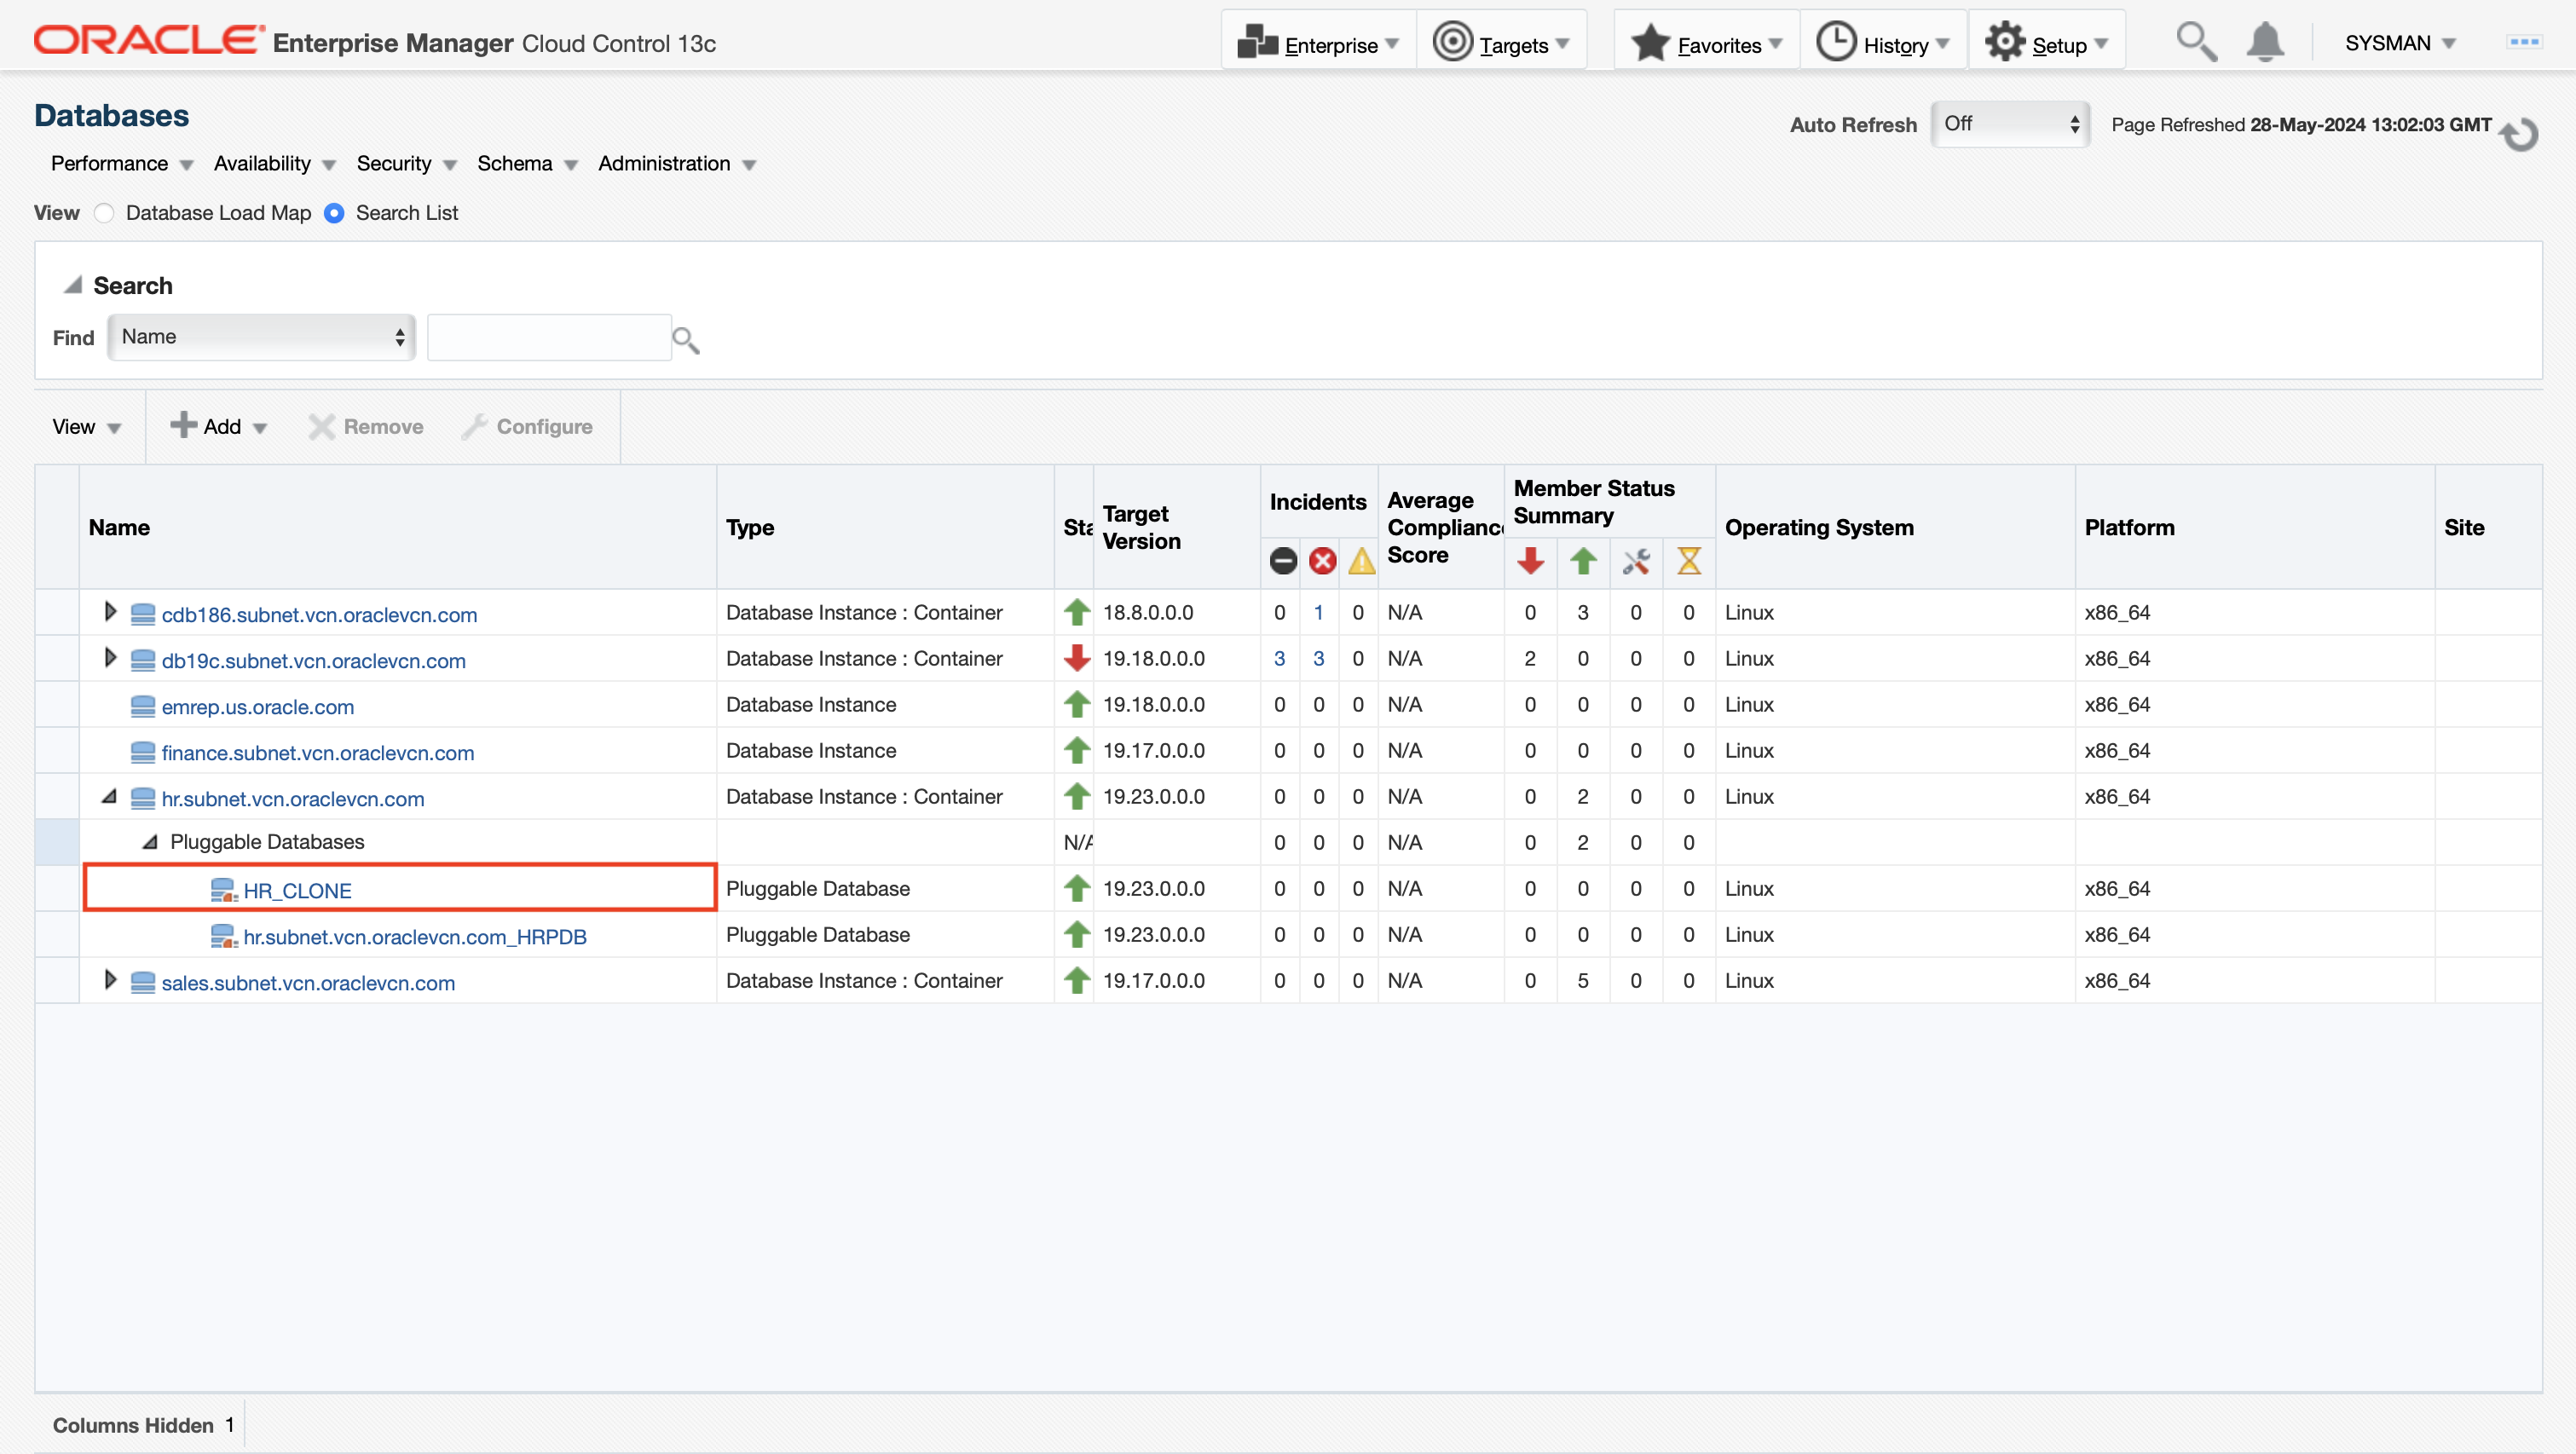 ORACLE Enterprise Manager Cloud Control 13c
Enterprise Targets Favorites History Setup SYSMAN
Databases
Auto Refresh Off Page Refreshed 28-May-2024 13:02:03 GMT
Performance Availability Security Schema Administration
View Database Load Map Search List
Search
Find Name
View Add Remove Configure
Name Type Sta Target Version Incidents Average Compliance Score Member Status Summary Operating System Platform Site
cdb186.subnet.vcn.oraclevcn.com Database Instance : Container 18.8.0.0.0 0 1 0 N/A 0 3 0 0 Linux x86_64
db19c.subnet.vcn.oraclevcn.com Database Instance : Container 19.18.0.0.0 3 3 0 N/A 2 0 0 0 Linux x86_64
emrep.us.oracle.com Database Instance 19.18.0.0.0 0 0 0 N/A 0 0 0 0 Linux x86_64
finance.subnet.vcn.oraclevcn.com Database Instance 19.17.0.0.0 0 0 0 N/A 0 0 0 0 Linux x86_64
hr.subnet.vcn.oraclevcn.com Database Instance : Container 19.23.0.0.0 0 0 0 N/A 0 2 0 0 Linux x86_64
Pluggable Databases N/A 0 0 0 N/A 0 2 0 0
HR_CLONE Pluggable Database 19.23.0.0.0 0 0 0 N/A 0 0 0 0 Linux x86_64
hr.subnet.vcn.oraclevcn.com_HRPDB Pluggable Database 19.23.0.0.0 0 0 0 N/A 0 0 0 0 Linux x86_64
sales.subnet.vcn.oraclevcn.com Database Instance : Container 19.17.0.0.0 0 0 0 N/A 0 5 0 0 Linux x86_64
Columns Hidden 1